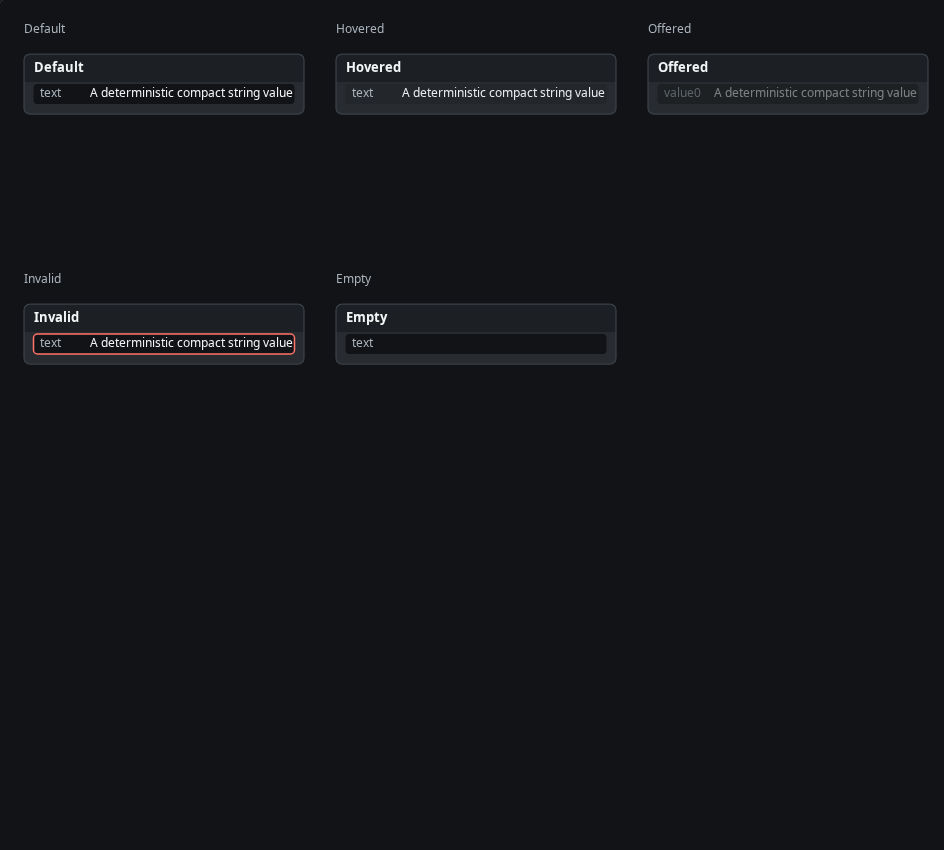 Default Hovered Offered
Default Hovered Offered
text A deterministic compact string value text A deterministic compact string value value0 A deterministic compact string value
Invalid Empty
Invalid Empty
text A deterministic compact string value text